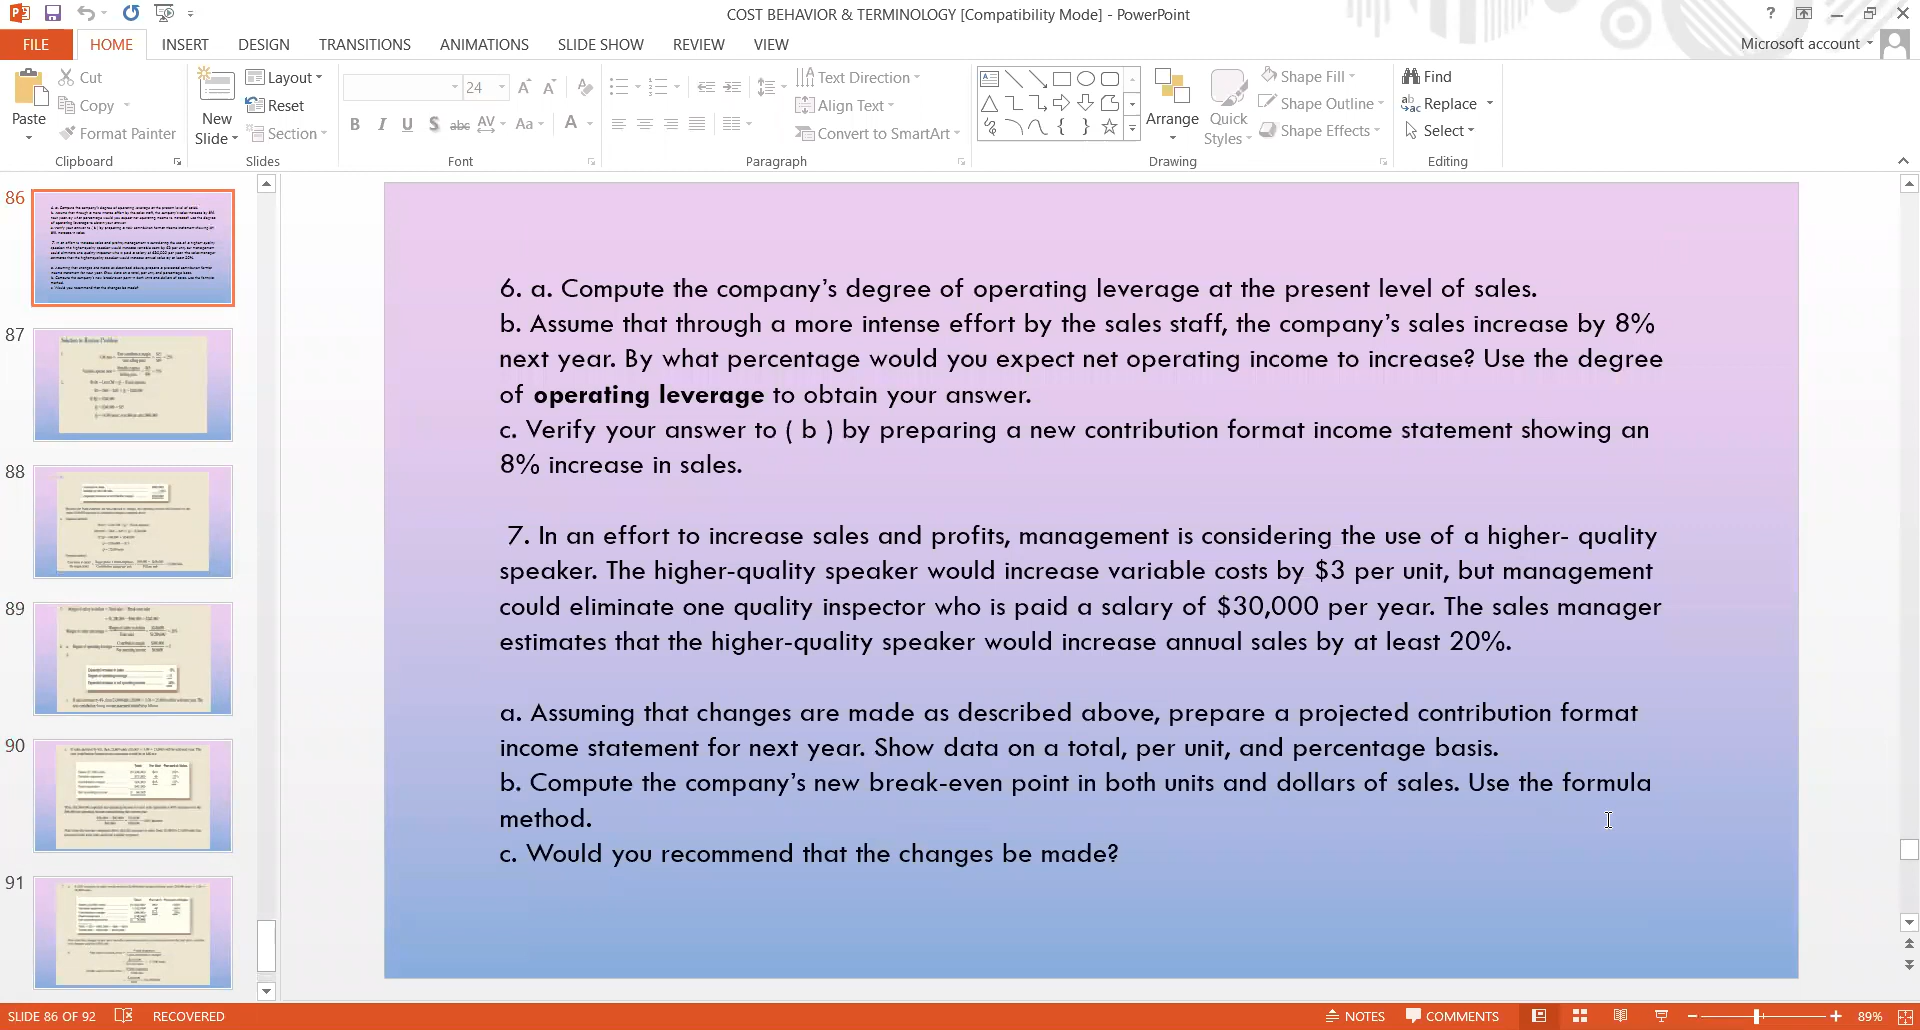 COST BEHAVIOR & TERMINOLOGY [Compatibility Mode] - PowerPoint
FILE HOME INSERT DESIGN TRANSITIONS ANIMATIONS SLIDE SHOW REVIEW VIEW Microsoft account
Paste
Cut
Copy
Format Painter
Clipboard
New
Slide
Layout
Reset
Section
Slides
24
B I U S abc AV Aa A
Font
Text Direction
Align Text
Convert to SmartArt
Paragraph
Arrange
Quick
Styles
Shape Fill
Shape Outline
Shape Effects
Drawing
Find
Replace
Select
Editing
86
87
88
89
90
91
6. a. Compute the company’s degree of operating leverage at the present level of sales.
b. Assume that through a more intense effort by the sales staff, the company’s sales increase by 8%
next year. By what percentage would you expect net operating income to increase? Use the degree
of operating leverage to obtain your answer.
c. Verify your answer to ( b ) by preparing a new contribution format income statement showing an
8% increase in sales.
7. In an effort to increase sales and profits, management is considering the use of a higher- quality
speaker. The higher-quality speaker would increase variable costs by $3 per unit, but management
could eliminate one quality inspector who is paid a salary of $30,000 per year. The sales manager
estimates that the higher-quality speaker would increase annual sales by at least 20%.
a. Assuming that changes are made as described above, prepare a projected contribution format
income statement for next year. Show data on a total, per unit, and percentage basis.
b. Compute the company’s new break-even point in both units and dollars of sales. Use the formula
method.
c. Would you recommend that the changes be made?
SLIDE 86 OF 92 RECOVERED NOTES COMMENTS 89%